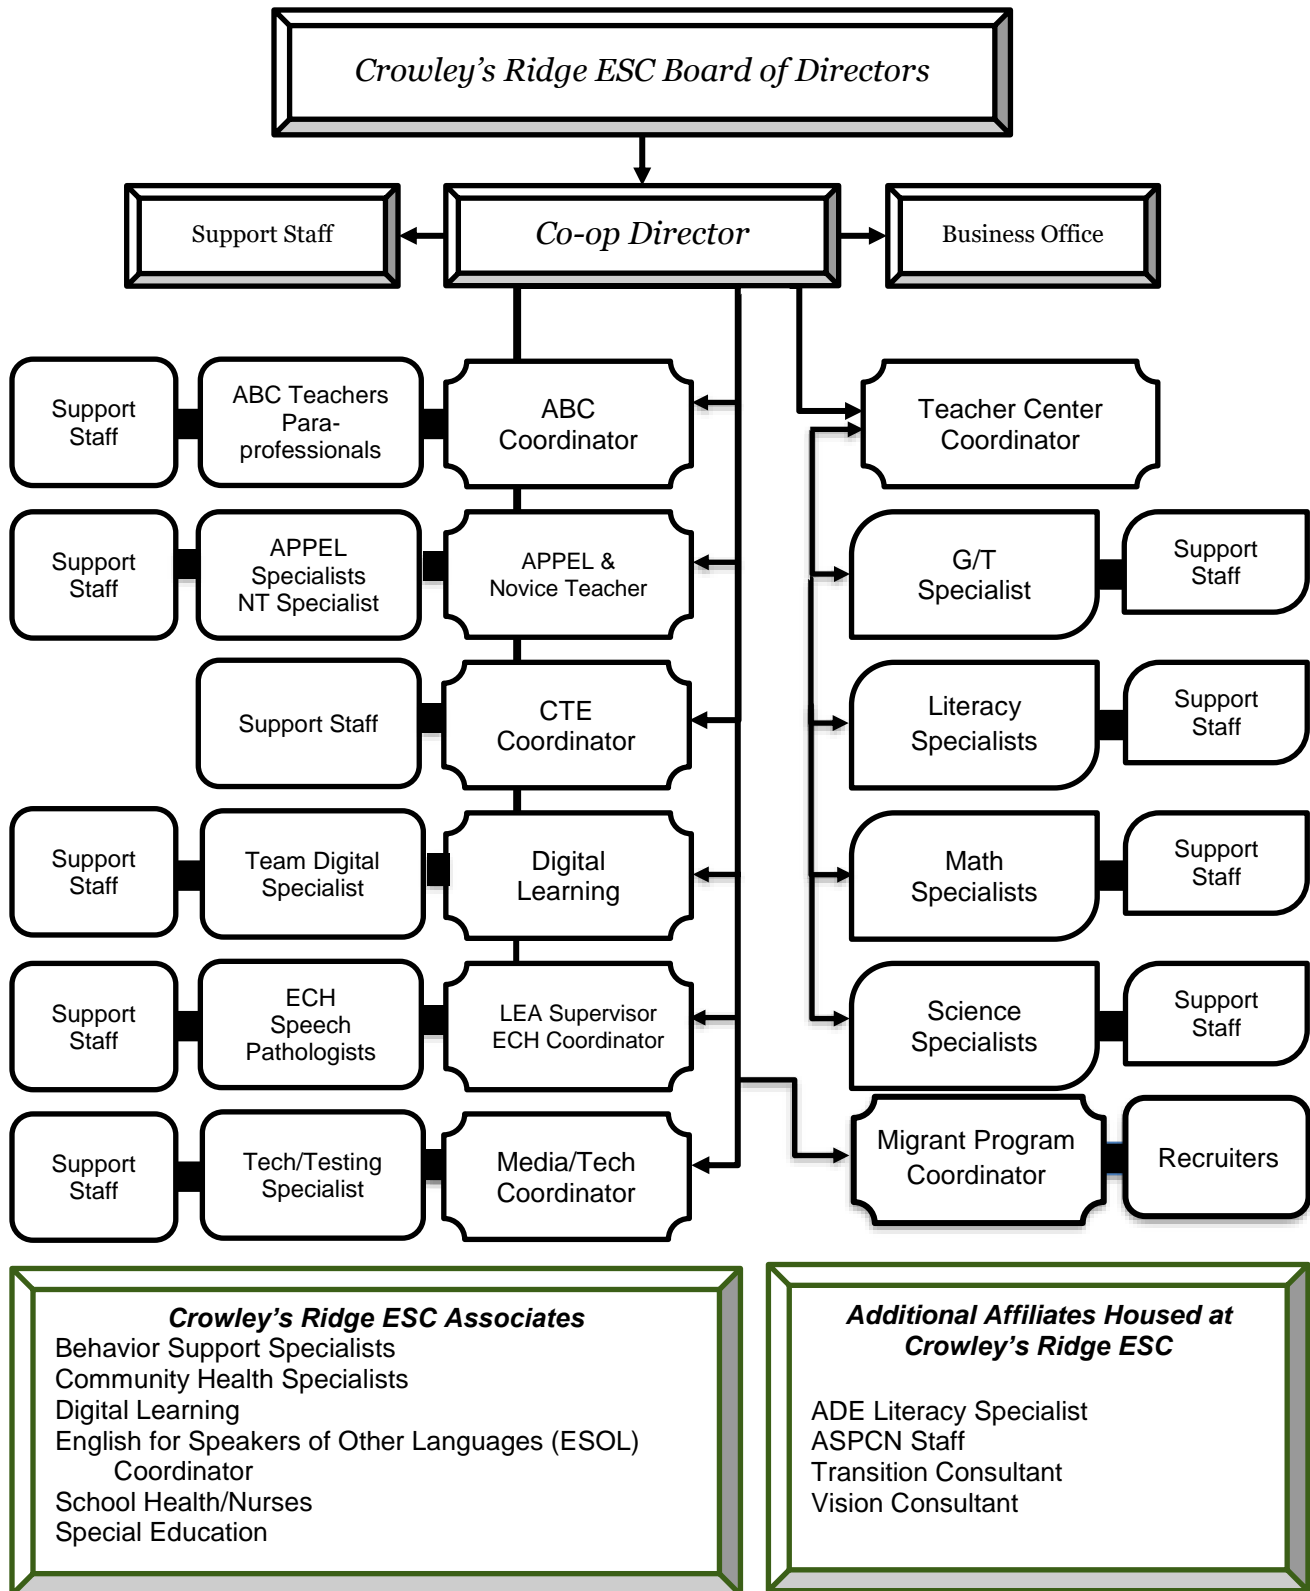 Crowley's Ridge ESC Board of Directors
Support Staff
Co-op Director
Business Office
Support
Staff
ABC Teachers
Para-
professionals
ABC
Coordinator
Teacher Center
Coordinator
Support
Staff
APPEL
Specialists
NT Specialist
APPEL &
Novice Teacher
G/T
Specialist
Support
Staff
Support Staff
CTE
Coordinator
Literacy
Specialists
Support
Staff
Support
Staff
Team Digital
Specialist
Digital
Learning
Math
Specialists
Support
Staff
Support
Staff
ECH
Speech
Pathologists
LEA Supervisor
ECH Coordinator
Science
Specialists
Support
Staff
Support
Staff
Tech/Testing
Specialist
Media/Tech
Coordinator
Migrant Program
Coordinator
Recruiters
Crowley's Ridge ESC Associates
Behavior Support Specialists
Community Health Specialists
Digital Learning
English for Speakers of Other Languages (ESOL)
Coordinator
School Health/Nurses
Special Education
Additional Affiliates Housed at
Crowley's Ridge ESC
ADE Literacy Specialist
ASPCN Staff
Transition Consultant
Vision Consultant